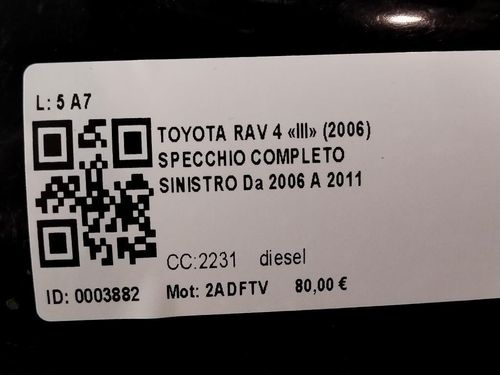 L: 5 A7
TOYOTA RAV 4 «III» (2006)
SPECCHIO COMPLETO
SINISTRO Da 2006 A 2011
CC:2231 diesel
ID: 0003882 Mot: 2ADFTV 80,00 €